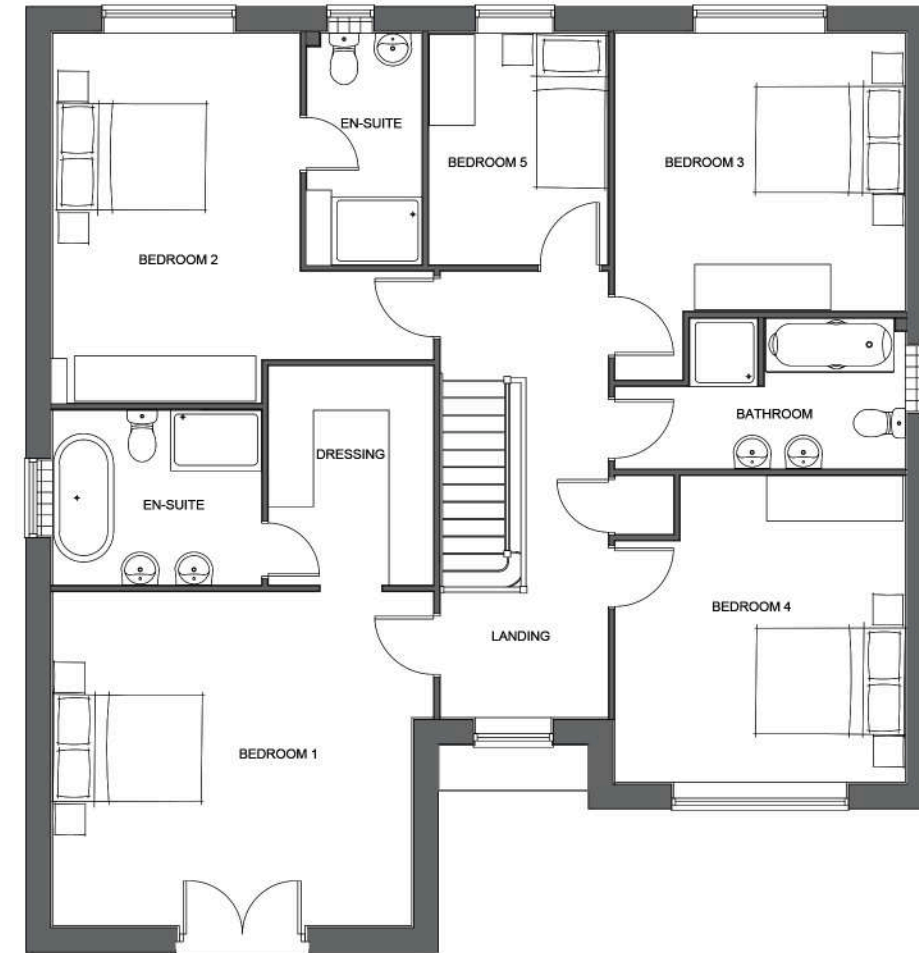 EN-SUITE
BEDROOM 5
BEDROOM 3
BEDROOM 2
BATHROOM
DRESSING
EN-SUITE
BEDROOM 4
LANDING
BEDROOM 1